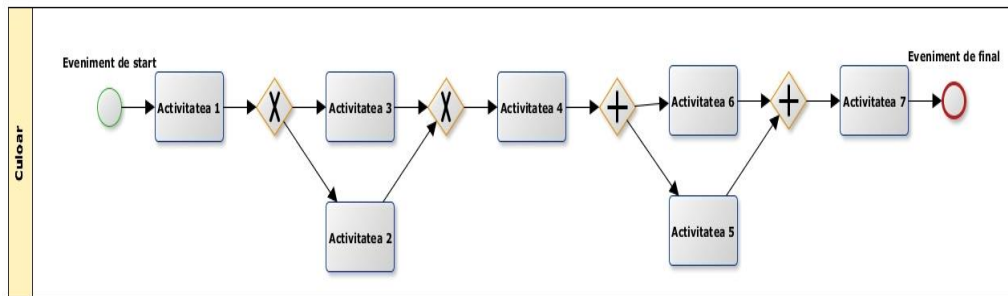 Culoar
Eveniment de start
Activitatea 1
X
Activitatea 3
Activitatea 2
X
Activitatea 4
+
Activitatea 6
Activitatea 5
+
Activitatea 7
Eveniment de final